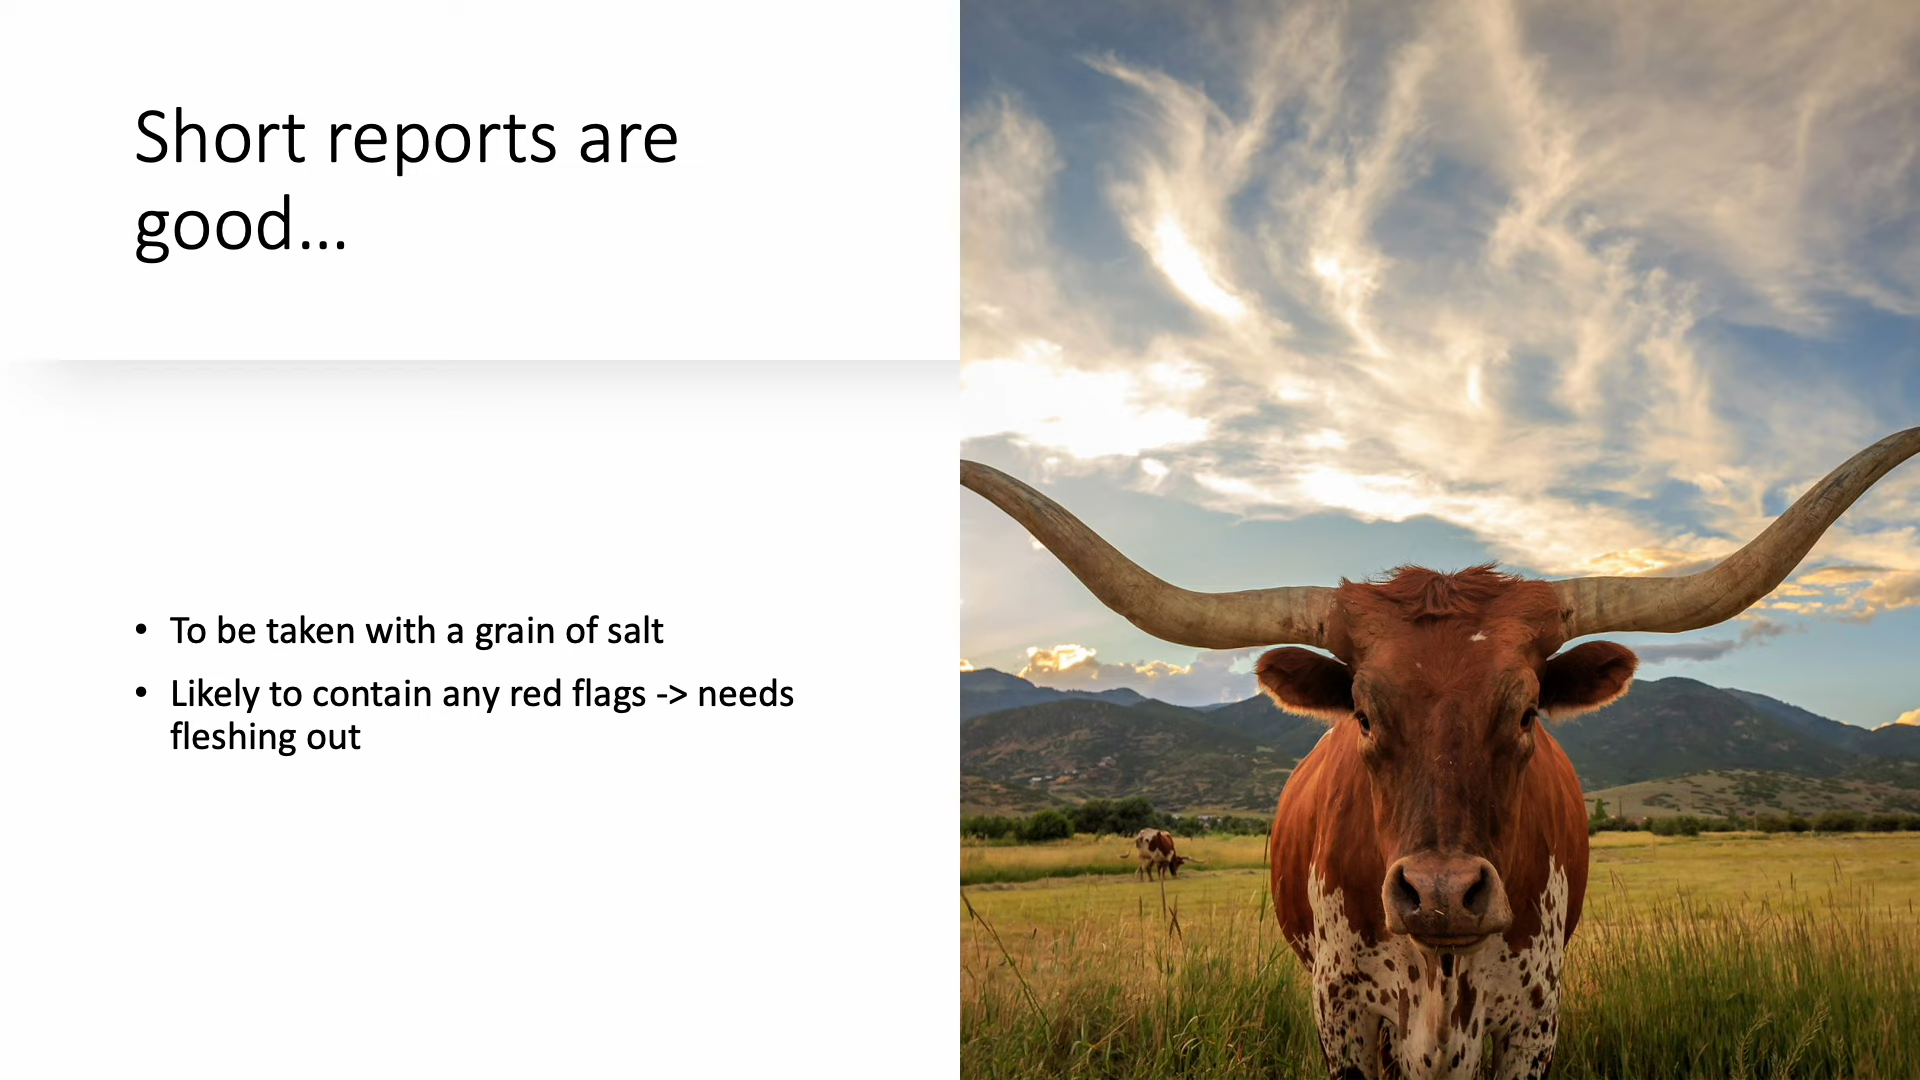 Short reports are
good...
• To be taken with a grain of salt
• Likely to contain any red flags -> needs
fleshing out